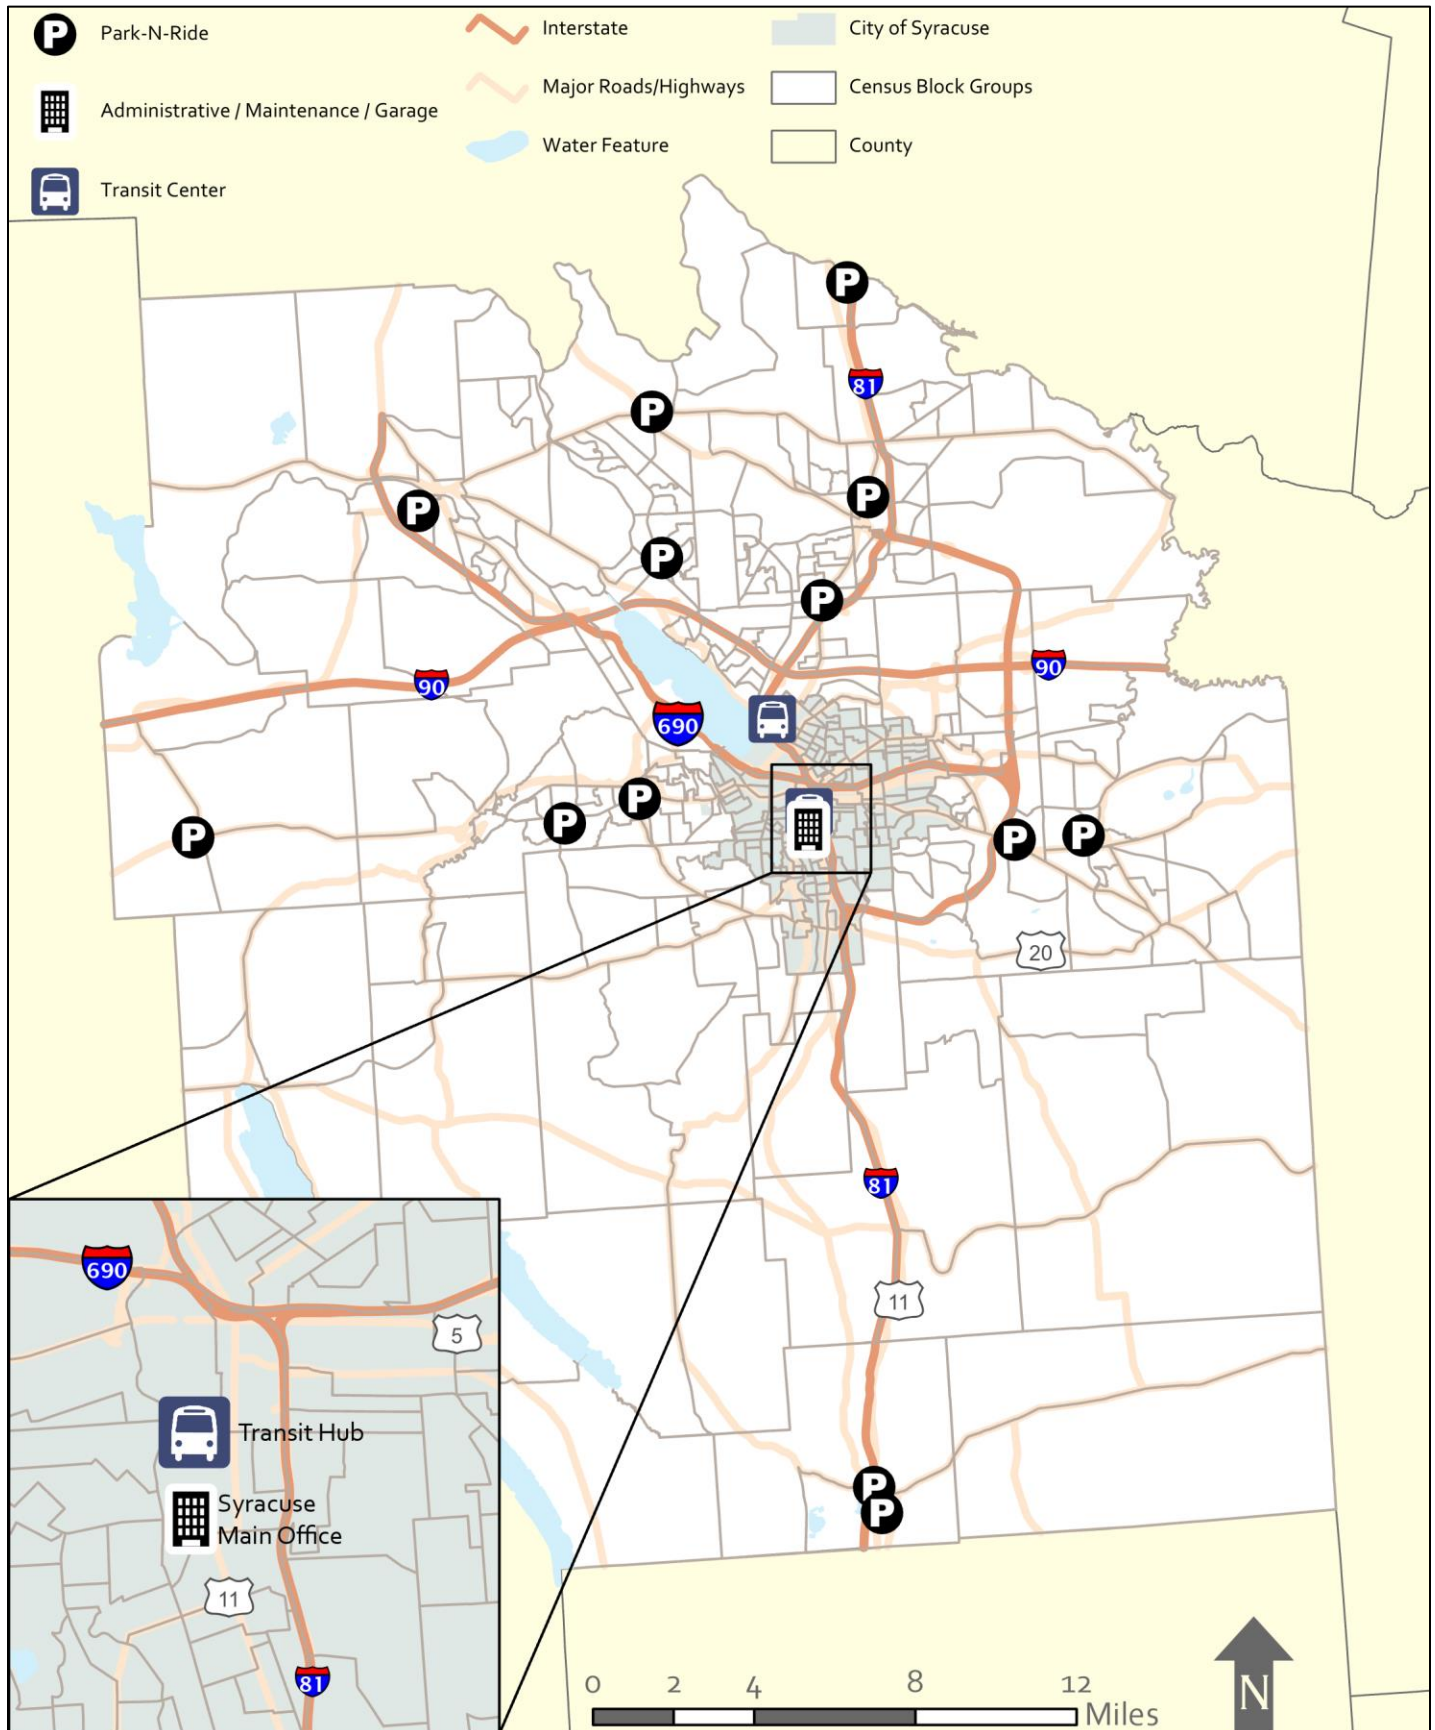 P Park-N-Ride
Administrative / Maintenance / Garage
Transit Center
Interstate
Major Roads/Highways
Water Feature
City of Syracuse
Census Block Groups
County
P
81
P
P
P
P
P
90
90
690
P
P
P
P
P
20
81
11
P
P
690
5
Transit Hub
Syracuse
Main Office
11
81
0 2 4 8 12
Miles
N